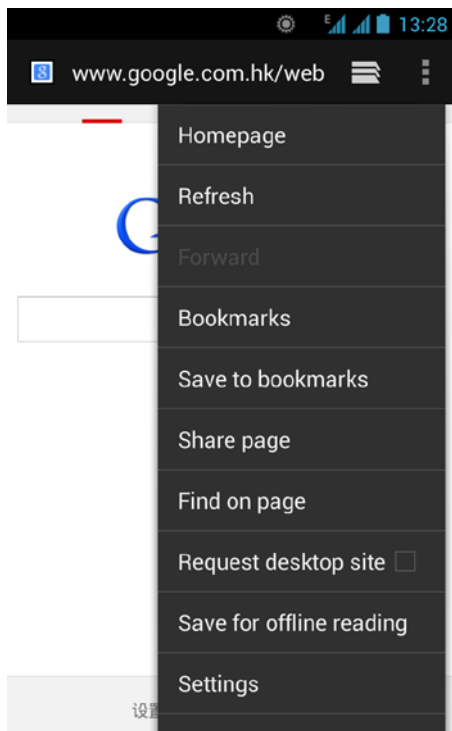 E 13:28
8 www.google.com.hk/web
Homepage
Refresh
Forward
Bookmarks
Save to bookmarks
Share page
Find on page
Request desktop site
Save for offline reading
Settings
G
设